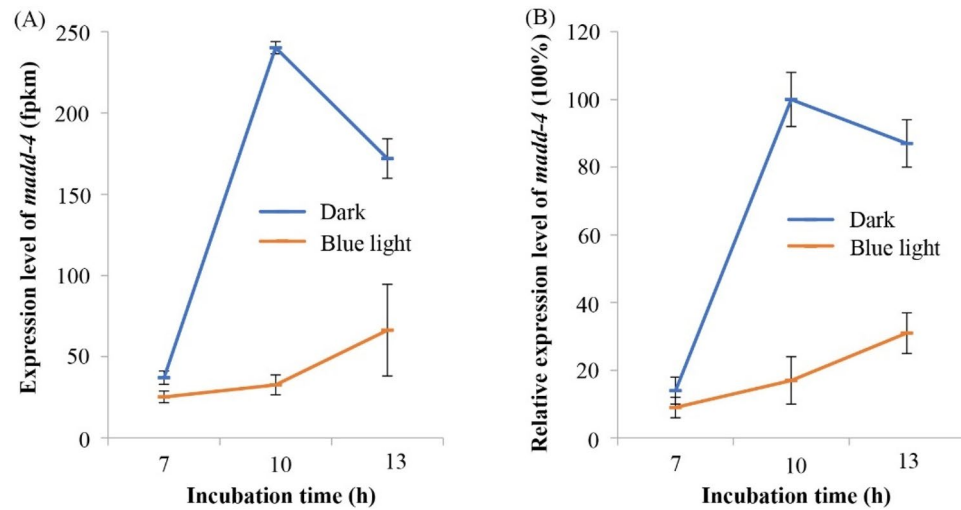 (A)
Expression level of madd-4 (fpkm)
250
200
150
100
50
0
Dark
Blue light
7 10 13
Incubation time (h)
(B)
Relative expression level of madd-4 (100%)
120
100
80
60
40
20
0
Dark
Blue light
7 10 13
Incubation time (h)